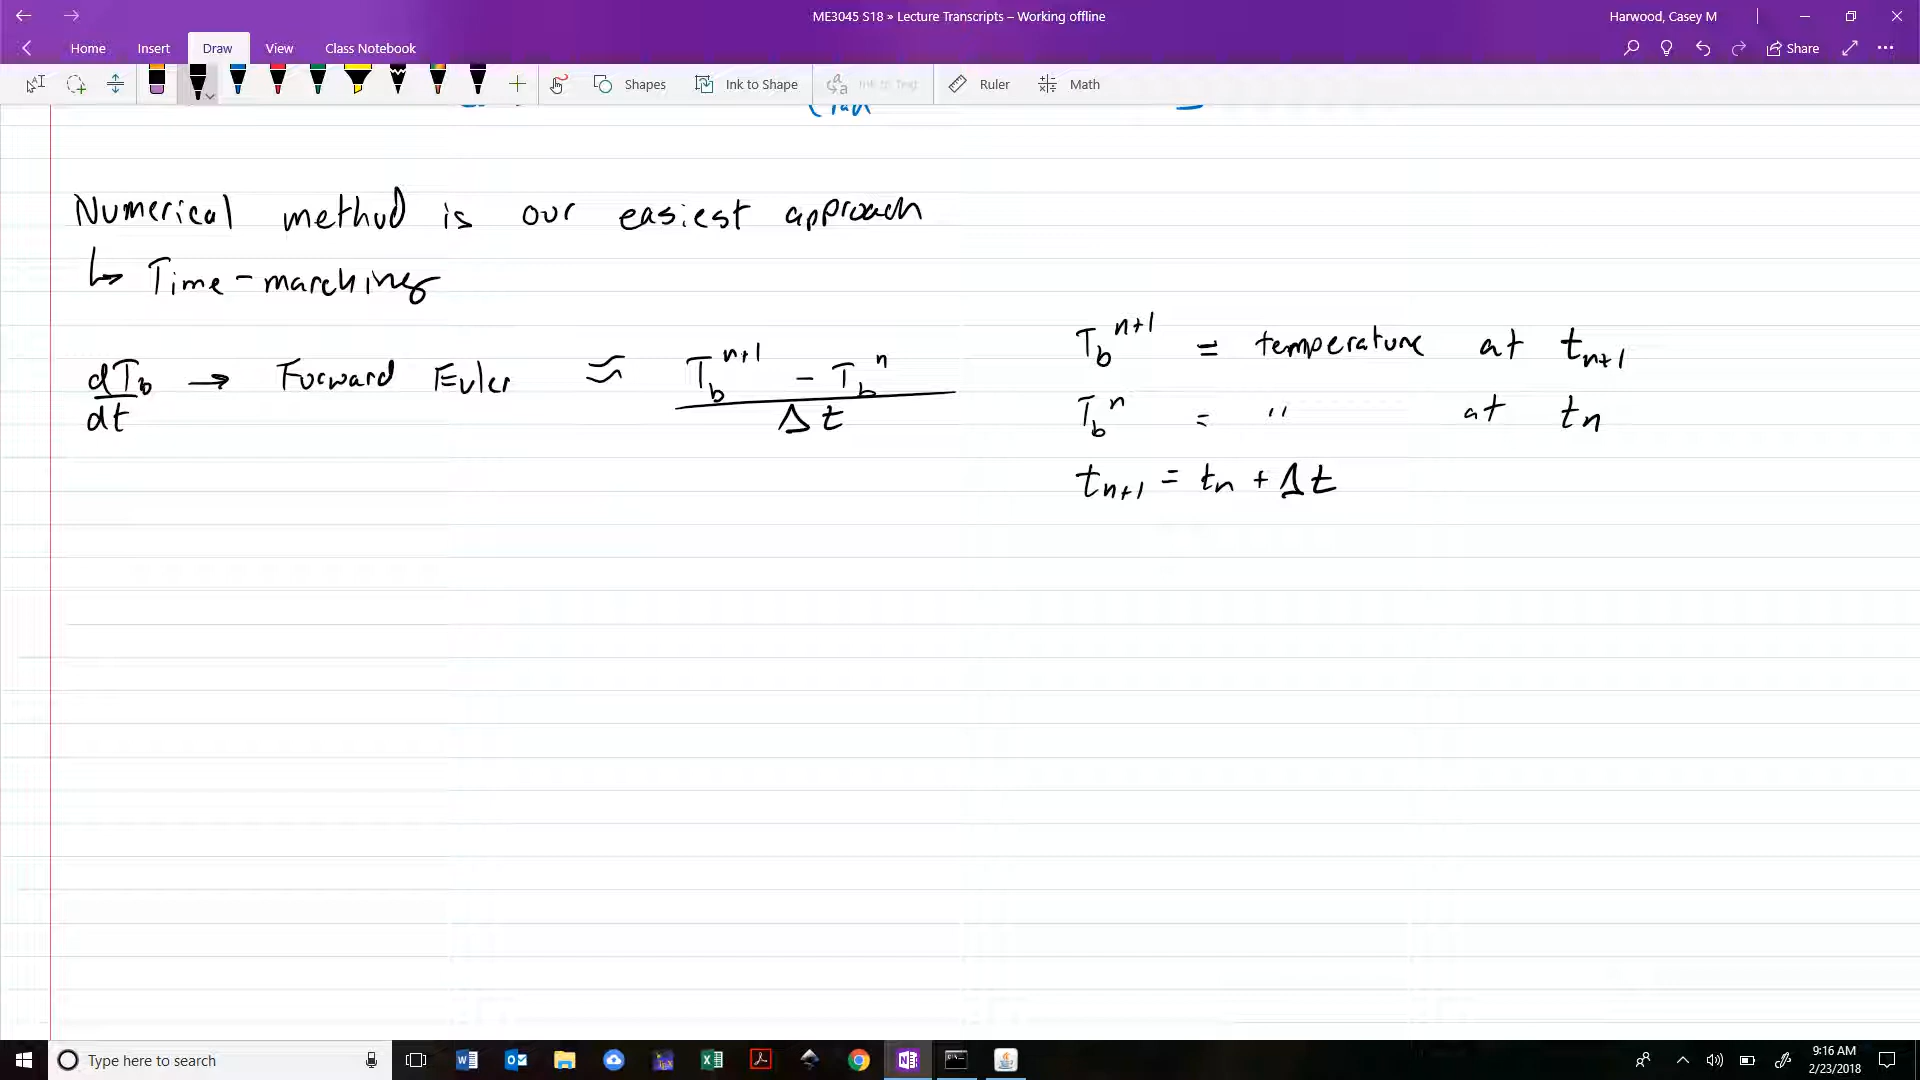 ME3045 S18 » Lecture Transcripts – Working offline
Harwood, Casey M
Home Insert Draw View Class Notebook
Share
Shapes Ink to Shape Ink to Text Ruler Math
Numerical method is our easiest approach
↳ Time-marching
dT_b/dt → Forward Euler ≈ (T_b^{n+1} - T_b^n)/Δt
T_b^{n+1} = temperature at t_{n+1}
T_b^n = " at t_n
t_{n+1} = t_n + Δt
Type here to search
9:16 AM
2/23/2018